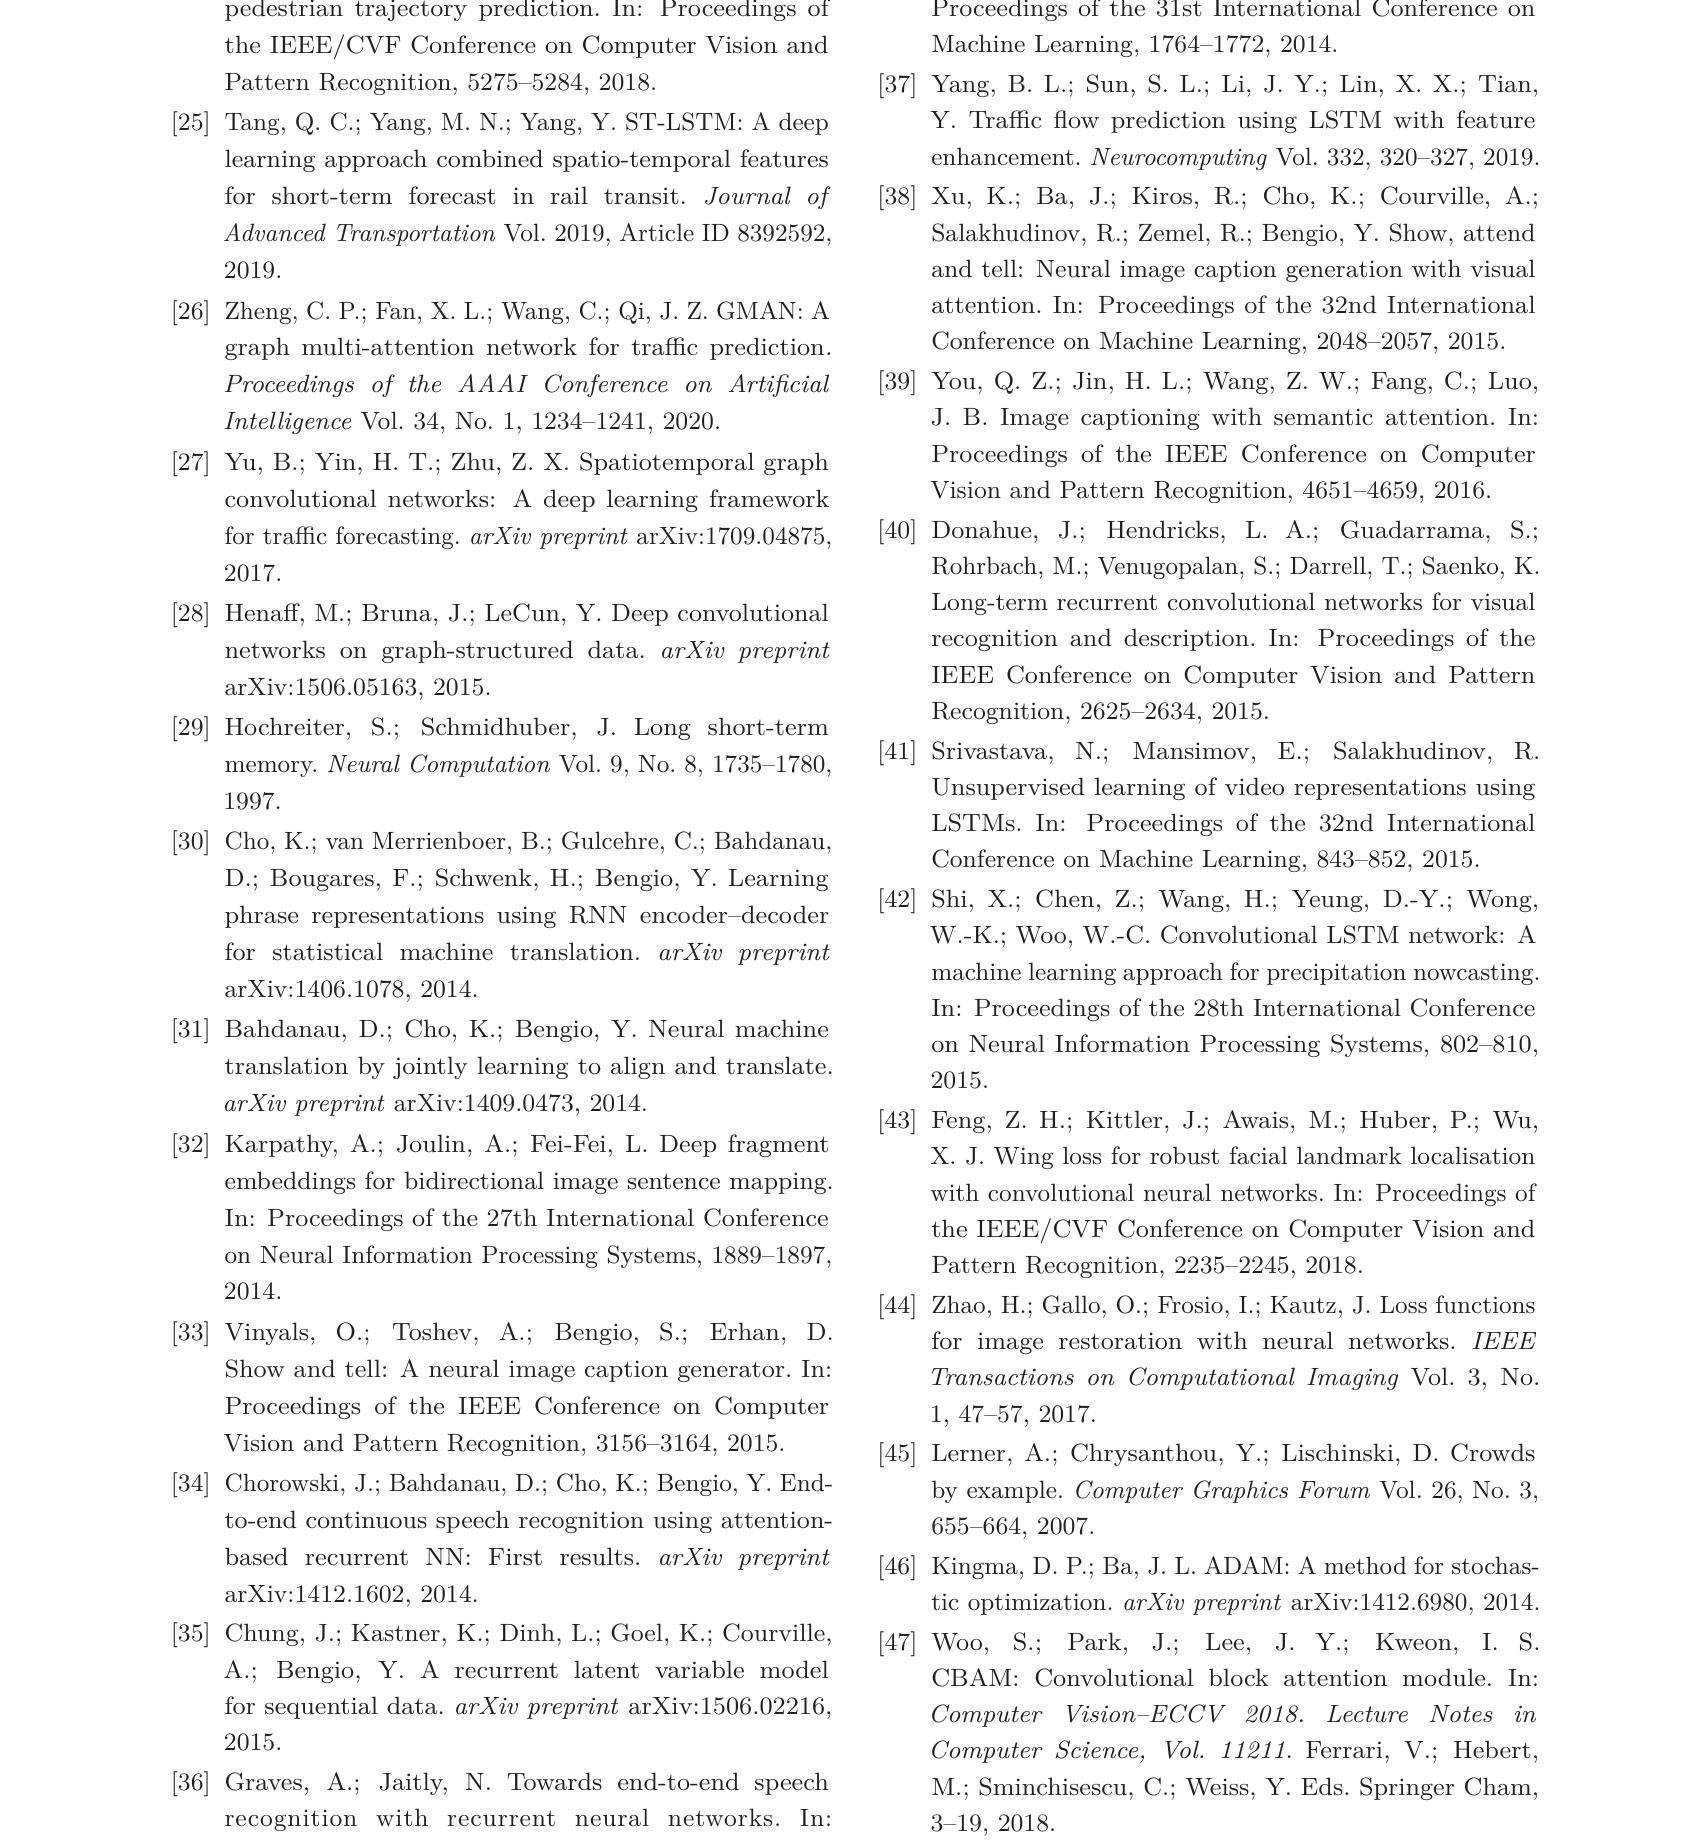 pedestrian trajectory prediction. In: Proceedings of
the IEEE/CVF Conference on Computer Vision and
Pattern Recognition, 5275–5284, 2018.
[25] Tang, Q. C.; Yang, M. N.; Yang, Y. ST-LSTM: A deep
learning approach combined spatio-temporal features
for short-term forecast in rail transit. Journal of
Advanced Transportation Vol. 2019, Article ID 8392592,
2019.
[26] Zheng, C. P.; Fan, X. L.; Wang, C.; Qi, J. Z. GMAN: A
graph multi-attention network for traffic prediction.
Proceedings of the AAAI Conference on Artificial
Intelligence Vol. 34, No. 1, 1234–1241, 2020.
[27] Yu, B.; Yin, H. T.; Zhu, Z. X. Spatiotemporal graph
convolutional networks: A deep learning framework
for traffic forecasting. arXiv preprint arXiv:1709.04875,
2017.
[28] Henaff, M.; Bruna, J.; LeCun, Y. Deep convolutional
networks on graph-structured data. arXiv preprint
arXiv:1506.05163, 2015.
[29] Hochreiter, S.; Schmidhuber, J. Long short-term
memory. Neural Computation Vol. 9, No. 8, 1735–1780,
1997.
[30] Cho, K.; van Merrienboer, B.; Gulcehre, C.; Bahdanau,
D.; Bougares, F.; Schwenk, H.; Bengio, Y. Learning
phrase representations using RNN encoder–decoder
for statistical machine translation. arXiv preprint
arXiv:1406.1078, 2014.
[31] Bahdanau, D.; Cho, K.; Bengio, Y. Neural machine
translation by jointly learning to align and translate.
arXiv preprint arXiv:1409.0473, 2014.
[32] Karpathy, A.; Joulin, A.; Fei-Fei, L. Deep fragment
embeddings for bidirectional image sentence mapping.
In: Proceedings of the 27th International Conference
on Neural Information Processing Systems, 1889–1897,
2014.
[33] Vinyals, O.; Toshev, A.; Bengio, S.; Erhan, D.
Show and tell: A neural image caption generator. In:
Proceedings of the IEEE Conference on Computer
Vision and Pattern Recognition, 3156–3164, 2015.
[34] Chorowski, J.; Bahdanau, D.; Cho, K.; Bengio, Y. End-
to-end continuous speech recognition using attention-
based recurrent NN: First results. arXiv preprint
arXiv:1412.1602, 2014.
[35] Chung, J.; Kastner, K.; Dinh, L.; Goel, K.; Courville,
A.; Bengio, Y. A recurrent latent variable model
for sequential data. arXiv preprint arXiv:1506.02216,
2015.
[36] Graves, A.; Jaitly, N. Towards end-to-end speech
recognition with recurrent neural networks. In:
Proceedings of the 31st International Conference on
Machine Learning, 1764–1772, 2014.
[37] Yang, B. L.; Sun, S. L.; Li, J. Y.; Lin, X. X.; Tian,
Y. Traffic flow prediction using LSTM with feature
enhancement. Neurocomputing Vol. 332, 320–327, 2019.
[38] Xu, K.; Ba, J.; Kiros, R.; Cho, K.; Courville, A.;
Salakhudinov, R.; Zemel, R.; Bengio, Y. Show, attend
and tell: Neural image caption generation with visual
attention. In: Proceedings of the 32nd International
Conference on Machine Learning, 2048–2057, 2015.
[39] You, Q. Z.; Jin, H. L.; Wang, Z. W.; Fang, C.; Luo,
J. B. Image captioning with semantic attention. In:
Proceedings of the IEEE Conference on Computer
Vision and Pattern Recognition, 4651–4659, 2016.
[40] Donahue, J.; Hendricks, L. A.; Guadarrama, S.;
Rohrbach, M.; Venugopalan, S.; Darrell, T.; Saenko, K.
Long-term recurrent convolutional networks for visual
recognition and description. In: Proceedings of the
IEEE Conference on Computer Vision and Pattern
Recognition, 2625–2634, 2015.
[41] Srivastava, N.; Mansimov, E.; Salakhudinov, R.
Unsupervised learning of video representations using
LSTMs. In: Proceedings of the 32nd International
Conference on Machine Learning, 843–852, 2015.
[42] Shi, X.; Chen, Z.; Wang, H.; Yeung, D.-Y.; Wong,
W.-K.; Woo, W.-C. Convolutional LSTM network: A
machine learning approach for precipitation nowcasting.
In: Proceedings of the 28th International Conference
on Neural Information Processing Systems, 802–810,
2015.
[43] Feng, Z. H.; Kittler, J.; Awais, M.; Huber, P.; Wu,
X. J. Wing loss for robust facial landmark localisation
with convolutional neural networks. In: Proceedings of
the IEEE/CVF Conference on Computer Vision and
Pattern Recognition, 2235–2245, 2018.
[44] Zhao, H.; Gallo, O.; Frosio, I.; Kautz, J. Loss functions
for image restoration with neural networks. IEEE
Transactions on Computational Imaging Vol. 3, No.
1, 47–57, 2017.
[45] Lerner, A.; Chrysanthou, Y.; Lischinski, D. Crowds
by example. Computer Graphics Forum Vol. 26, No. 3,
655–664, 2007.
[46] Kingma, D. P.; Ba, J. L. ADAM: A method for stochas-
tic optimization. arXiv preprint arXiv:1412.6980, 2014.
[47] Woo, S.; Park, J.; Lee, J. Y.; Kweon, I. S.
CBAM: Convolutional block attention module. In:
Computer Vision–ECCV 2018. Lecture Notes in
Computer Science, Vol. 11211. Ferrari, V.; Hebert,
M.; Sminchisescu, C.; Weiss, Y. Eds. Springer Cham,
3–19, 2018.